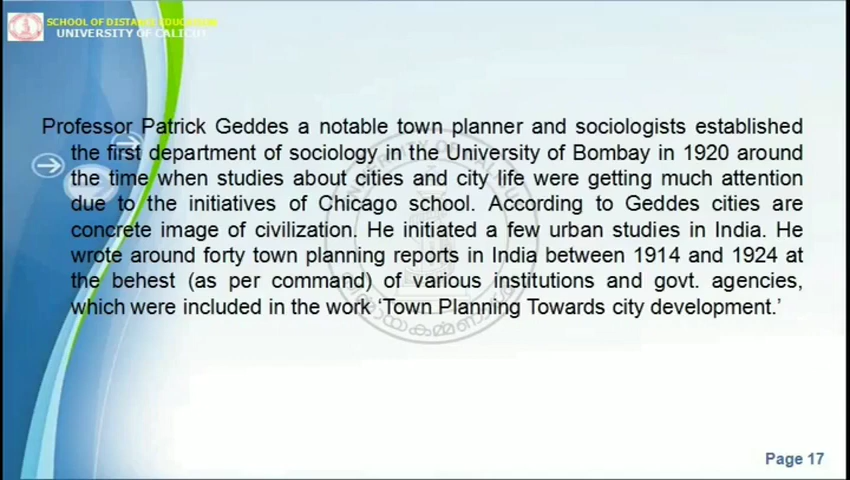 SCHOOL OF DISTANCE EDUCATION
UNIVERSITY OF CALICUT
Professor Patrick Geddes a notable town planner and sociologists established
the first department of sociology in the University of Bombay in 1920 around
the time when studies about cities and city life were getting much attention
due to the initiatives of Chicago school. According to Geddes cities are
concrete image of civilization. He initiated a few urban studies in India. He
wrote around forty town planning reports in India between 1914 and 1924 at
the behest (as per command) of various institutions and govt. agencies,
which were included in the work ‘Town Planning Towards city development.’
Page 17